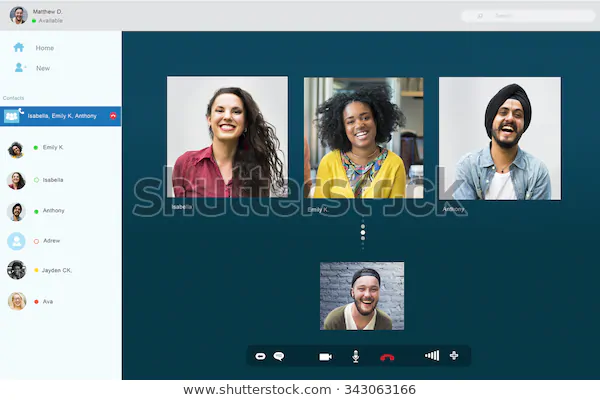 Matthew D.
Available
Search
Home
New
Contacts
Isabella, Emily K, Anthony
Emily K
Isabella
Anthony
Adrew
Jayden CK,
Ava
Isabella
Emily K
Anthony
shutterstock
www.shutterstock.com · 343063166